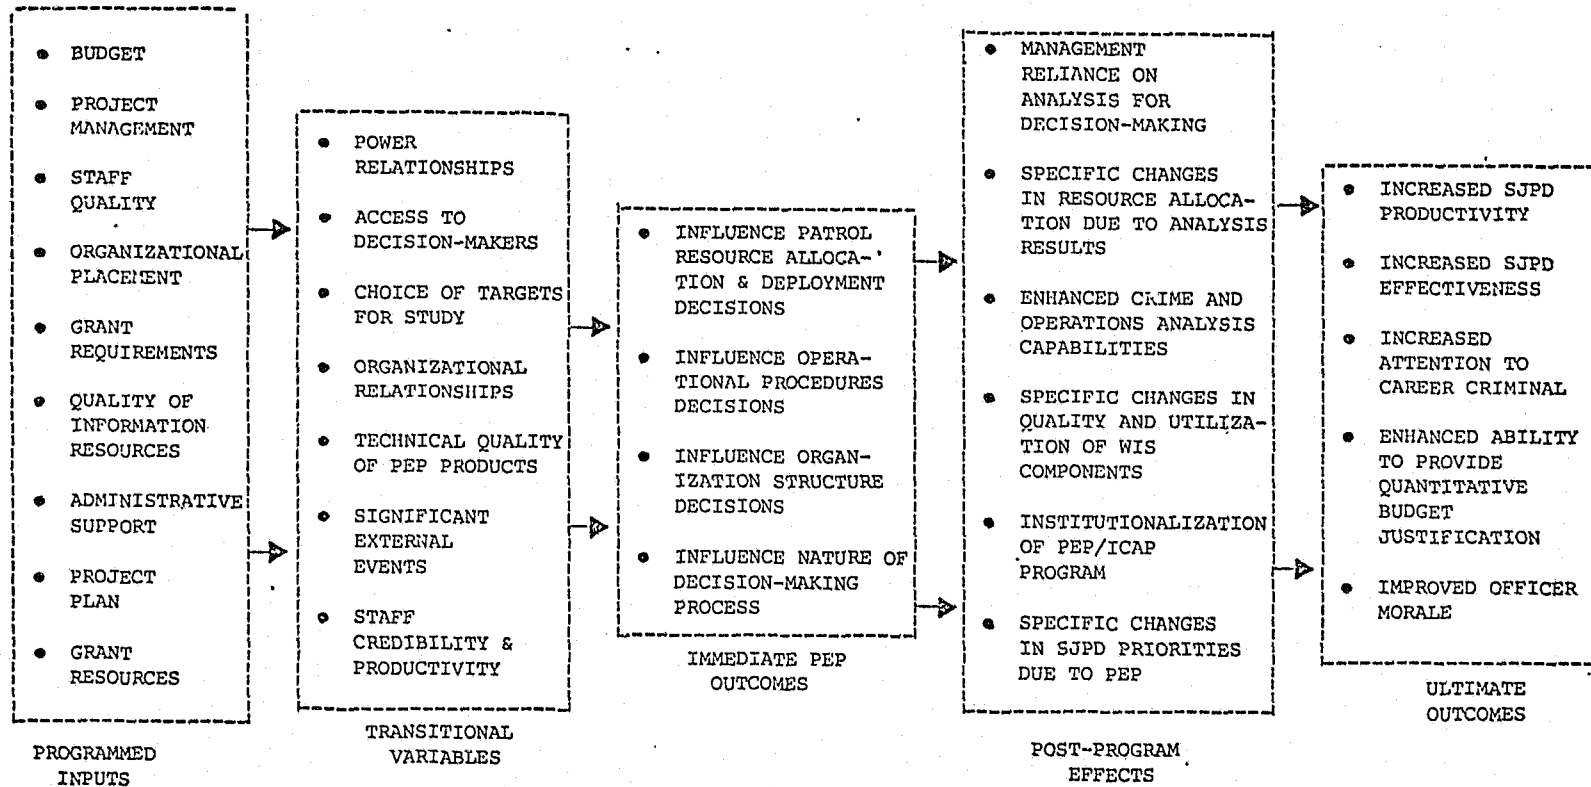 BUDGET
PROJECT
MANAGEMENT
STAFF
QUALITY
ORGANIZATIONAL
PLACEMENT
GRANT
REQUIREMENTS
QUALITY OF
INFORMATION
RESOURCES
ADMINISTRATIVE
SUPPORT
PROJECT
PLAN
GRANT
RESOURCES
PROGRAMMED
INPUTS
POWER
RELATIONSHIPS
ACCESS TO
DECISION-MAKERS
CHOICE OF TARGETS
FOR STUDY
ORGANIZATIONAL
RELATIONSHIPS
TECHNICAL QUALITY
OF PEP PRODUCTS
SIGNIFICANT
EXTERNAL
EVENTS
STAFF
CREDIBILITY &
PRODUCTIVITY
TRANSITIONAL
VARIABLES
INFLUENCE PATROL
RESOURCE ALLOCA-
TION & DEPLOYMENT
DECISIONS
INFLUENCE OPERA-
TIONAL PROCEDURES
DECISIONS
INFLUENCE ORGAN-
IZATION STRUCTURE
DECISIONS
INFLUENCE NATURE OF
DECISION-MAKING
PROCESS
IMMEDIATE PEP
OUTCOMES
MANAGEMENT
RELIANCE ON
ANALYSIS FOR
DECISION-MAKING
SPECIFIC CHANGES
IN RESOURCE ALLOCA-
TION DUE TO ANALYSIS
RESULTS
ENHANCED CRIME AND
OPERATIONS ANALYSIS
CAPABILITIES
SPECIFIC CHANGES IN
QUALITY AND UTILIZA-
TION OF WIS
COMPONENTS
INSTITUTIONALIZATION
OF PEP/ICAP
PROGRAM
SPECIFIC CHANGES
IN SJPD PRIORITIES
DUE TO PEP
POST-PROGRAM
EFFECTS
INCREASED SJPD
PRODUCTIVITY
INCREASED SJPD
EFFECTIVENESS
INCREASED
ATTENTION TO
CAREER CRIMINAL
ENHANCED ABILITY
TO PROVIDE
QUANTITATIVE
BUDGET
JUSTIFICATION
IMPROVED OFFICER
MORALE
ULTIMATE
OUTCOMES